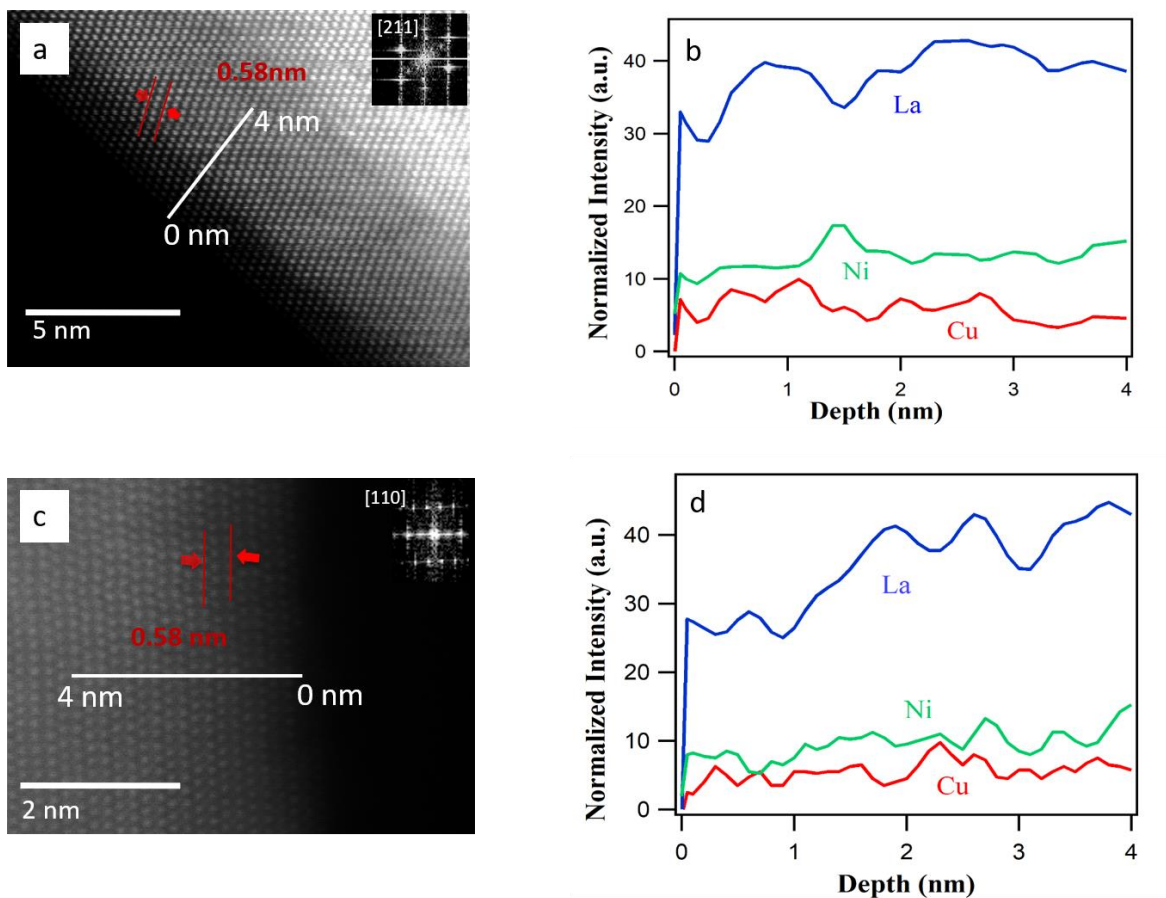 a
[211]
0.58nm
4 nm
0 nm
5 nm
b
Normalized Intensity (a.u.)
40
30
20
10
0
La
Ni
Cu
0 1 2 3 4
Depth (nm)
c
[110]
0.58 nm
4 nm
0 nm
2 nm
d
Normalized Intensity (a.u.)
40
30
20
10
0
La
Ni
Cu
0 1 2 3 4
Depth (nm)